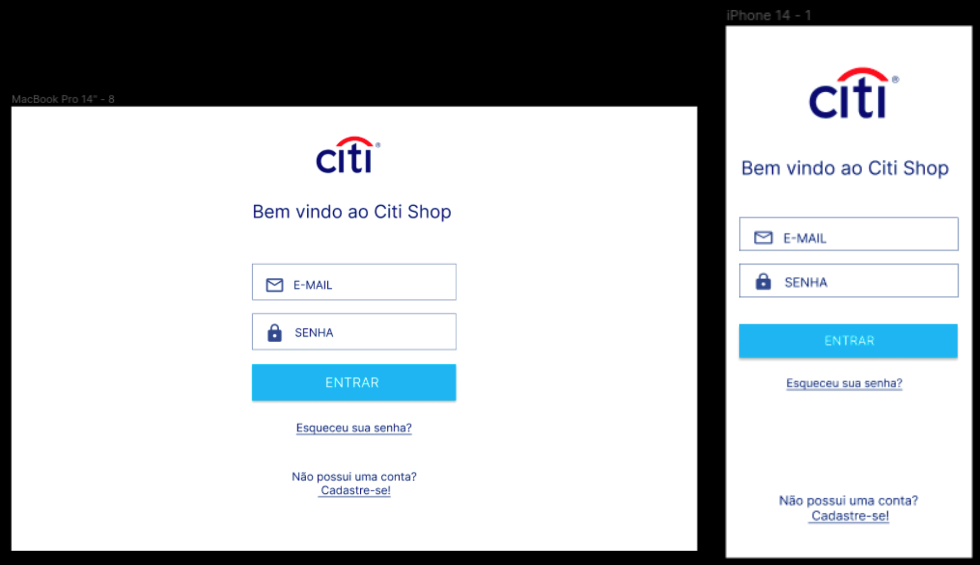 MacBook Pro 14" - 8
citi®
Bem vindo ao Citi Shop
E-MAIL
SENHA
ENTRAR
Esqueceu sua senha?
Não possui uma conta?
Cadastre-se!
iPhone 14 - 1
citi®
Bem vindo ao Citi Shop
E-MAIL
SENHA
ENTRAR
Esqueceu sua senha?
Não possui uma conta?
Cadastre-se!